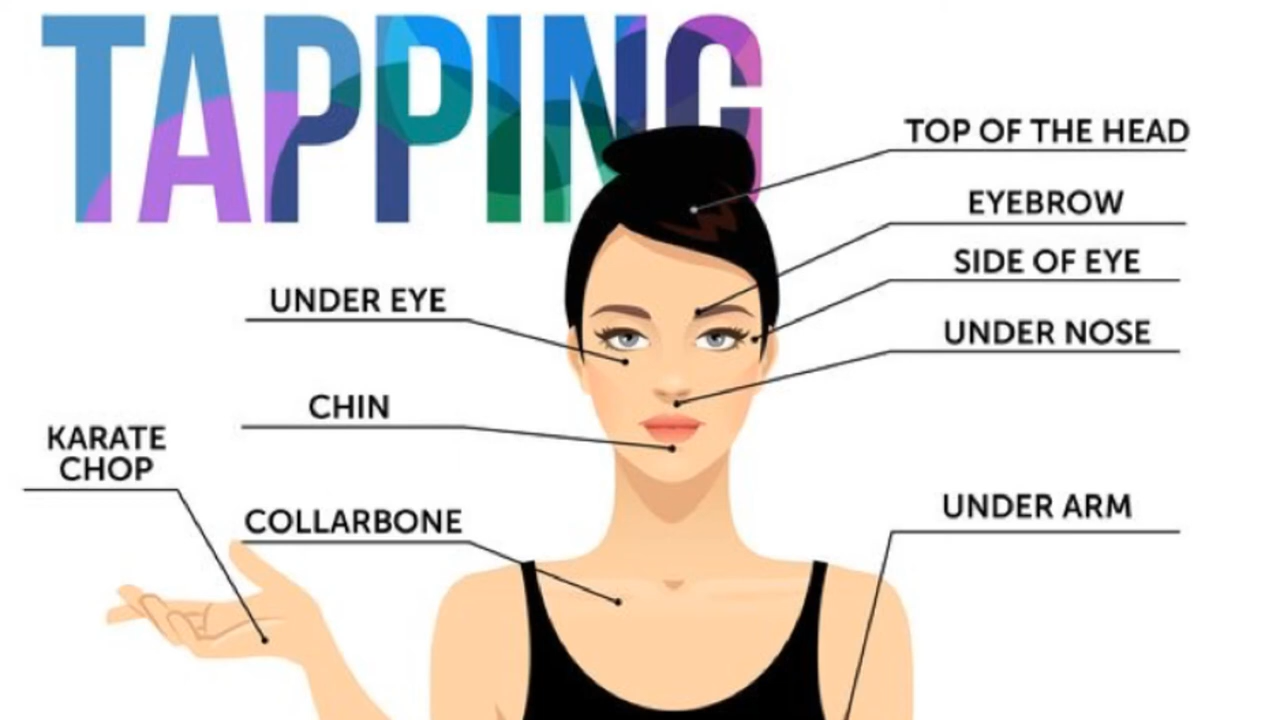 TAPPING
TOP OF THE HEAD
EYEBROW
SIDE OF EYE
UNDER EYE
UNDER NOSE
CHIN
KARATE
CHOP
COLLARBONE
UNDER ARM